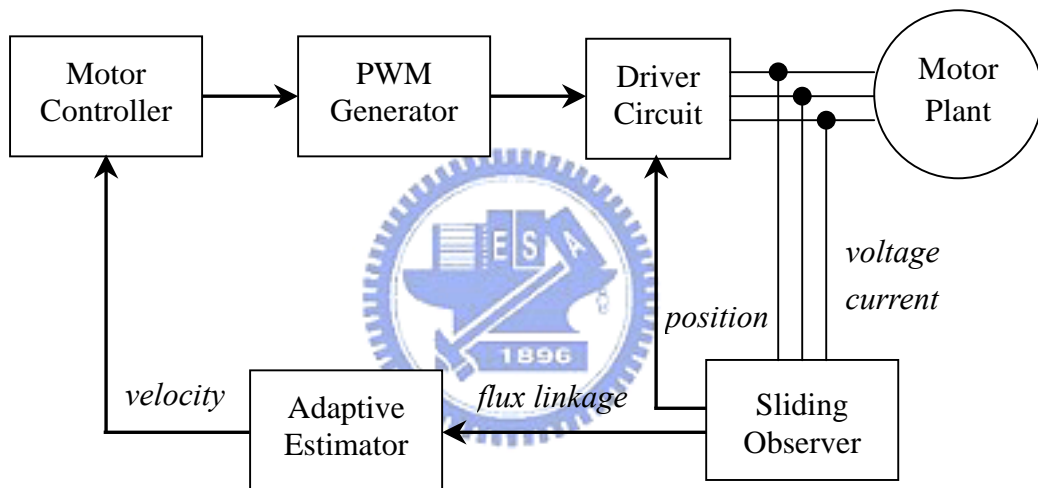 Motor
Controller
PWM
Generator
Driver
Circuit
Motor
Plant
E S A
1896
voltage
current
position
velocity
flux linkage
Adaptive
Estimator
Sliding
Observer